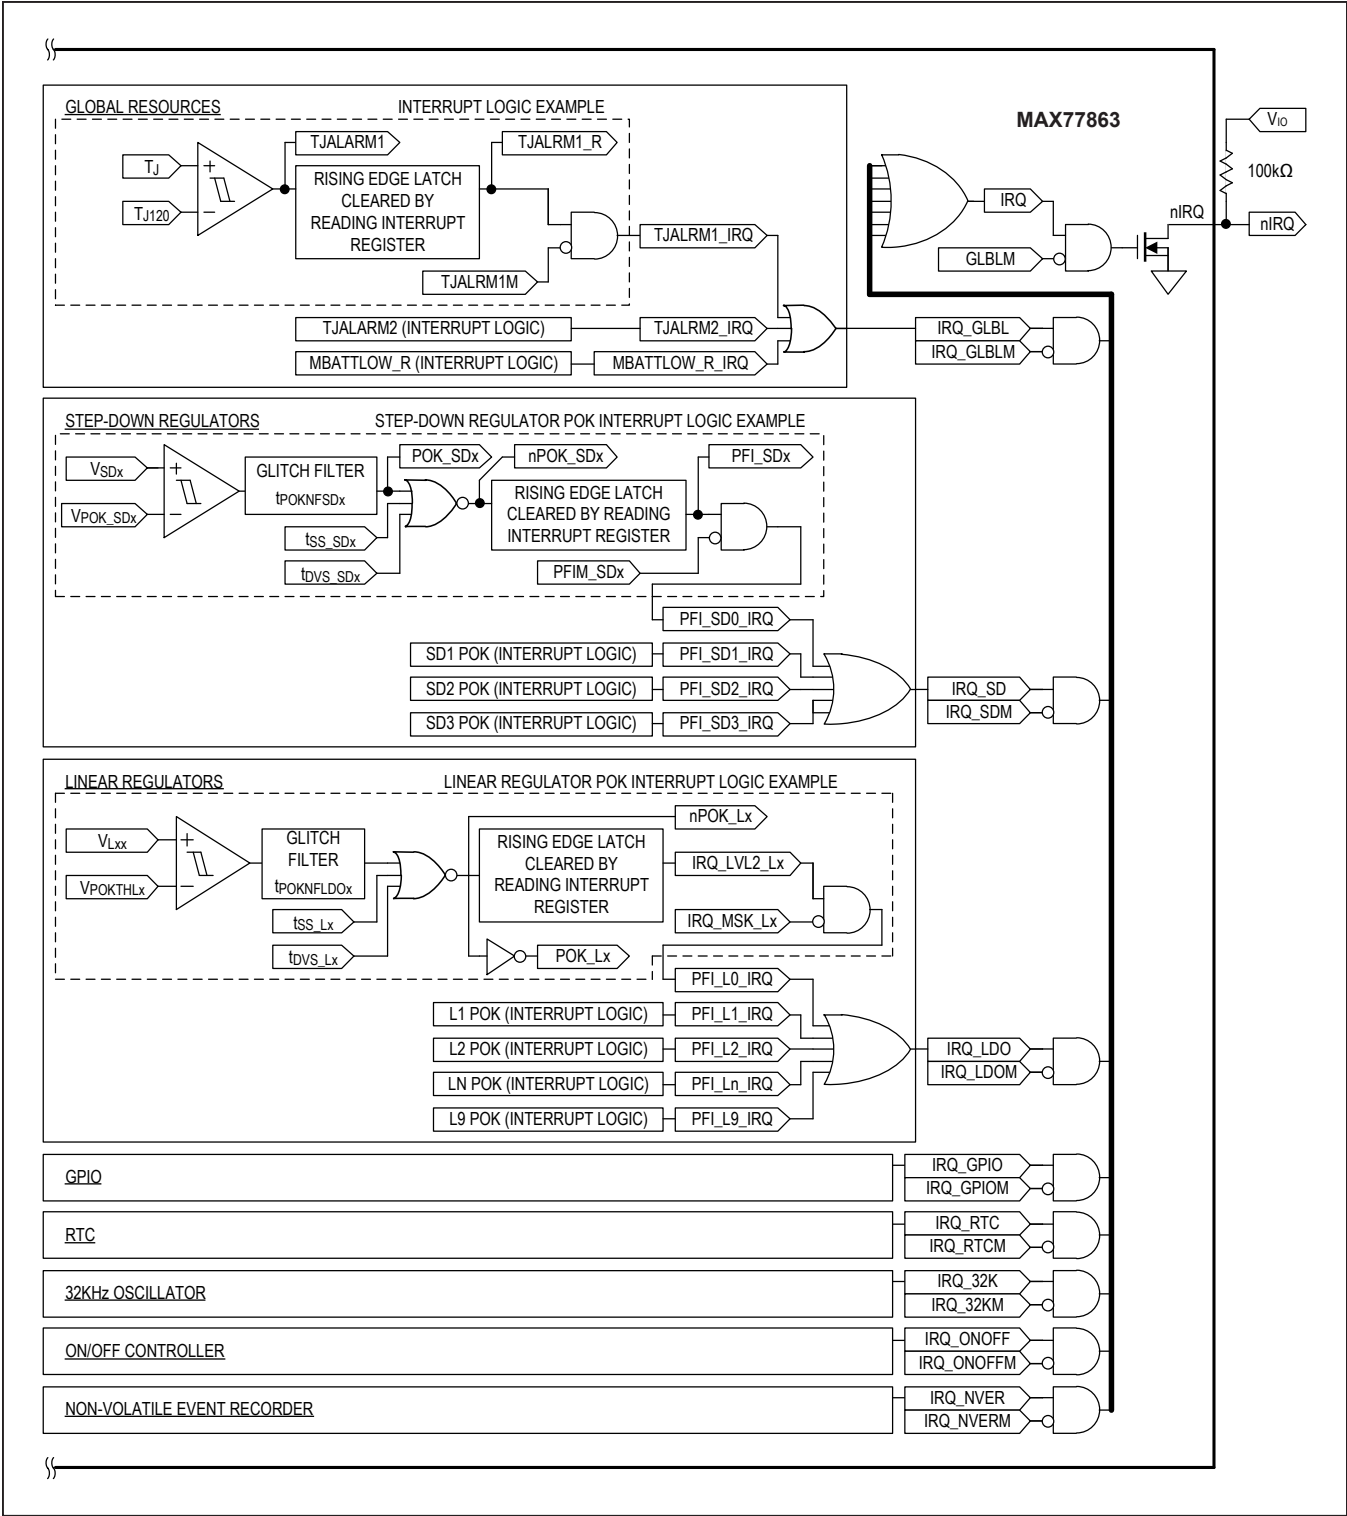 MAX77863
GLOBAL RESOURCES
INTERRUPT LOGIC EXAMPLE
TJALARM1
TJALRM1_R
TJ
TJ120
RISING EDGE LATCH
CLEARED BY
READING INTERRUPT
REGISTER
TJALRM1M
TJALRM1_IRQ
TJALARM2 (INTERRUPT LOGIC)
TJALRM2_IRQ
MBATTLOW_R (INTERRUPT LOGIC)
MBATTLOW_R_IRQ
IRQ_GLBL
IRQ_GLBLM
IRQ
GLBLM
nIRQ
VIO
100kΩ
nIRQ
STEP-DOWN REGULATORS
STEP-DOWN REGULATOR POK INTERRUPT LOGIC EXAMPLE
VSDx
VPOK_SDx
GLITCH FILTER
tPOKNFSDx
POK_SDx
nPOK_SDx
PFI_SDx
tSS_SDx
tDVS_SDx
RISING EDGE LATCH
CLEARED BY READING
INTERRUPT REGISTER
PFIM_SDx
PFI_SD0_IRQ
SD1 POK (INTERRUPT LOGIC)
PFI_SD1_IRQ
SD2 POK (INTERRUPT LOGIC)
PFI_SD2_IRQ
SD3 POK (INTERRUPT LOGIC)
PFI_SD3_IRQ
IRQ_SD
IRQ_SDM
LINEAR REGULATORS
LINEAR REGULATOR POK INTERRUPT LOGIC EXAMPLE
VLxx
VPOKTHLx
GLITCH
FILTER
tPOKNFLDOx
tSS_Lx
tDVS_Lx
nPOK_Lx
RISING EDGE LATCH
CLEARED BY
READING INTERRUPT
REGISTER
IRQ_LVL2_Lx
IRQ_MSK_Lx
POK_Lx
PFI_L0_IRQ
L1 POK (INTERRUPT LOGIC)
PFI_L1_IRQ
L2 POK (INTERRUPT LOGIC)
PFI_L2_IRQ
LN POK (INTERRUPT LOGIC)
PFI_Ln_IRQ
L9 POK (INTERRUPT LOGIC)
PFI_L9_IRQ
IRQ_LDO
IRQ_LDOM
GPIO
IRQ_GPIO
IRQ_GPIOM
RTC
IRQ_RTC
IRQ_RTCM
32KHz OSCILLATOR
IRQ_32K
IRQ_32KM
ON/OFF CONTROLLER
IRQ_ONOFF
IRQ_ONOFFM
NON-VOLATILE EVENT RECORDER
IRQ_NVER
IRQ_NVERM